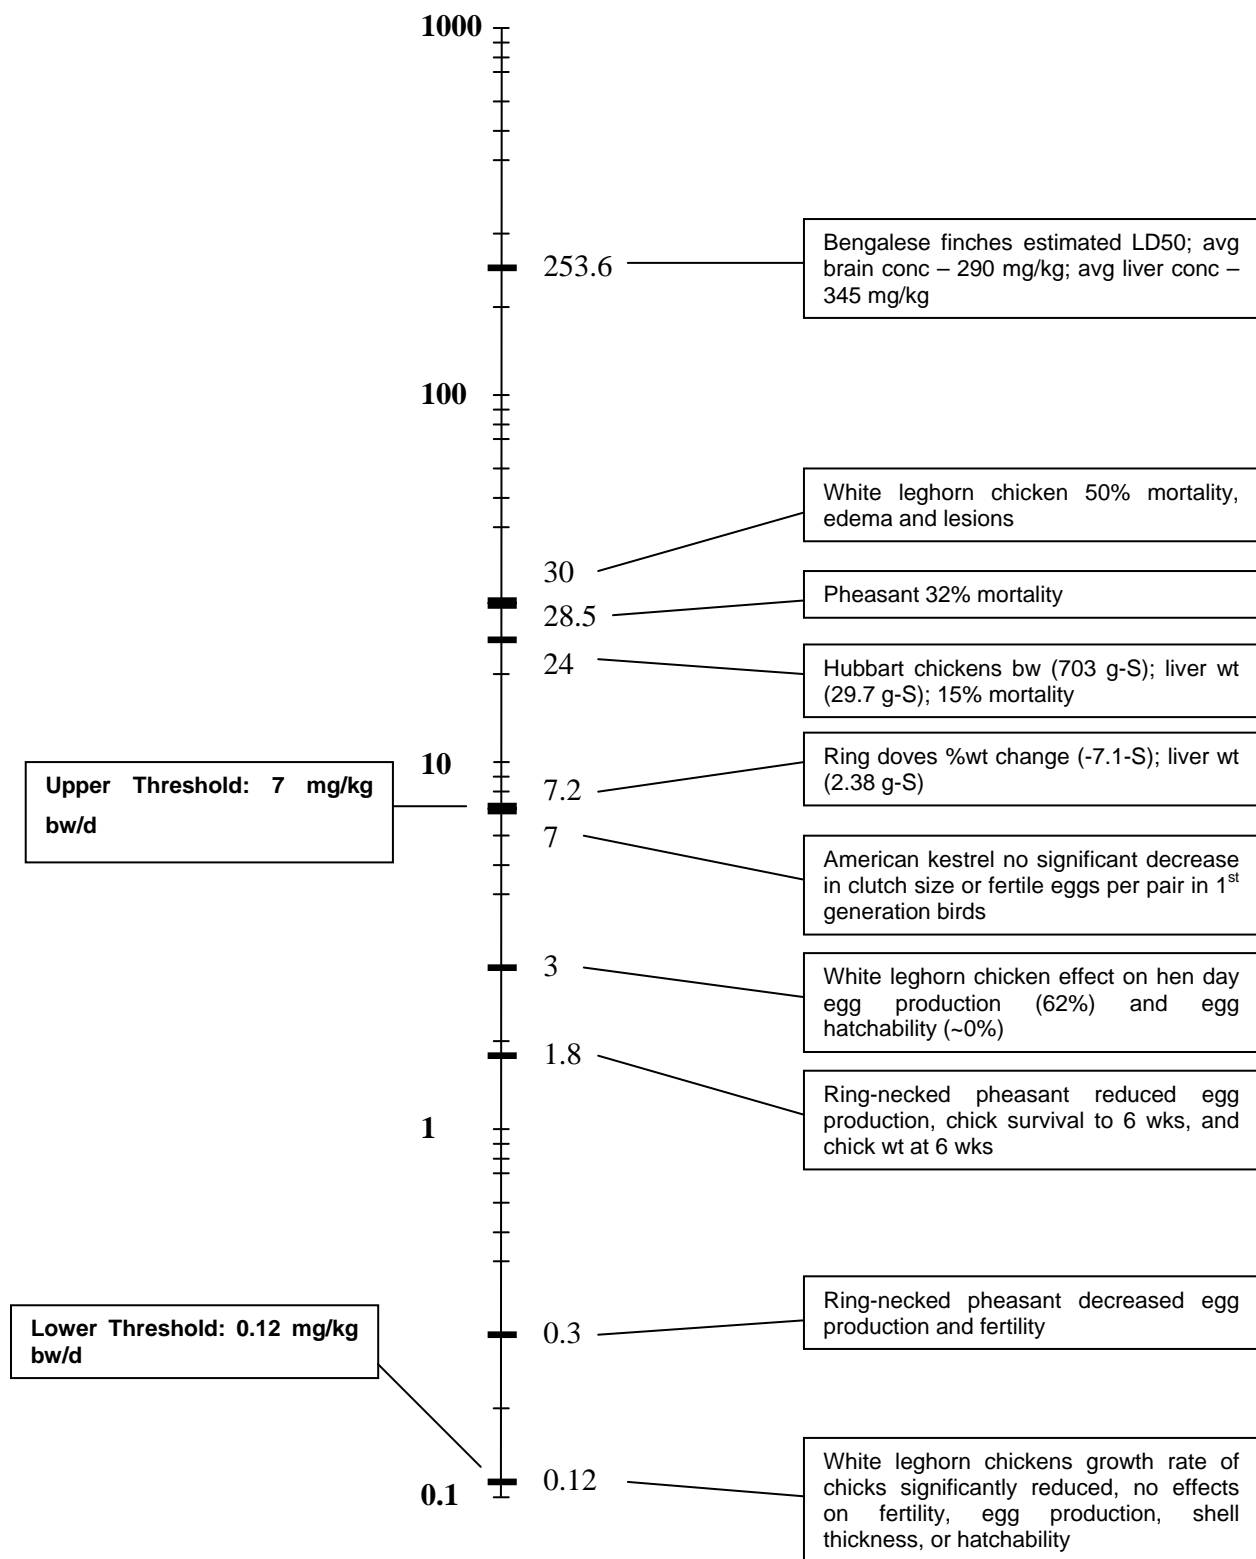 1000
253.6
Bengalese finches estimated LD50; avg
brain conc – 290 mg/kg; avg liver conc –
345 mg/kg
100
White leghorn chicken 50% mortality,
edema and lesions
30
28.5
Pheasant 32% mortality
24
Hubbart chickens bw (703 g-S); liver wt
(29.7 g-S); 15% mortality
10
Upper Threshold: 7 mg/kg
bw/d
7.2
Ring doves %wt change (-7.1-S); liver wt
(2.38 g-S)
7
American kestrel no significant decrease
in clutch size or fertile eggs per pair in 1st
generation birds
3
White leghorn chicken effect on hen day
egg production (62%) and egg
hatchability (~0%)
1.8
Ring-necked pheasant reduced egg
production, chick survival to 6 wks, and
chick wt at 6 wks
1
Ring-necked pheasant decreased egg
production and fertility
0.3
Lower Threshold: 0.12 mg/kg
bw/d
0.12
White leghorn chickens growth rate of
chicks significantly reduced, no effects
on fertility, egg production, shell
thickness, or hatchability
0.1